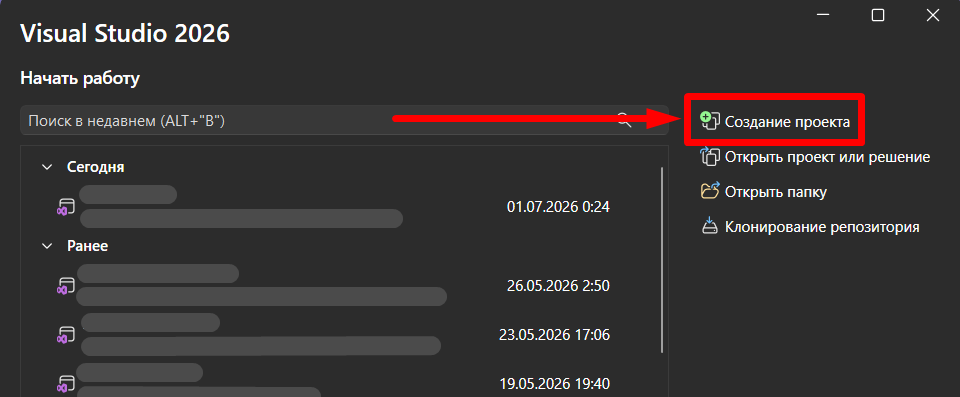 Visual Studio 2026
Начать работу
Поиск в недавнем (ALT+"В")
Сегодня
01.07.2026 0:24
Ранее
26.05.2026 2:50
23.05.2026 17:06
19.05.2026 19:40
Создание проекта
Открыть проект или решение
Открыть папку
Клонирование репозитория